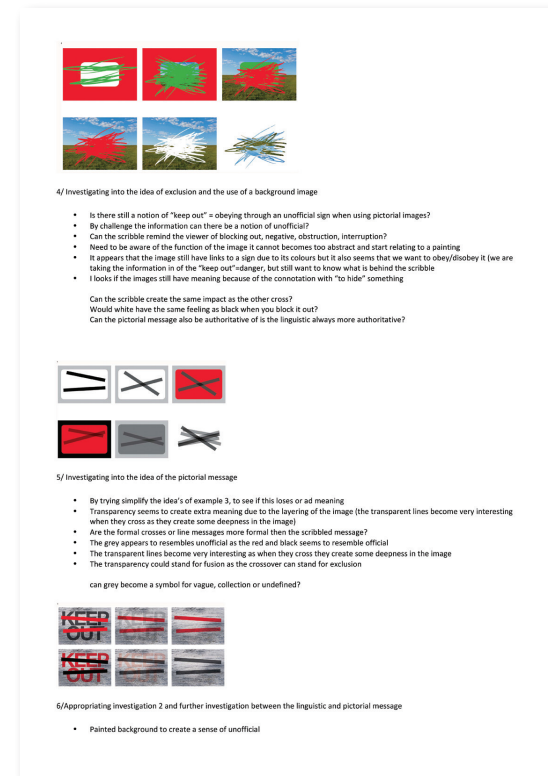 4/ Investigating into the idea of exclusion and the use of a background image
• Is there still a notion of "keep out" = obeying through an unofficial sign when using pictorial images?
• By challenge the information can there be a notion of unofficial?
• Can the scribble remind the viewer of blocking out, negative, obstruction, interruption?
• Need to be aware of the function of the image it cannot becomes too abstract and start relating to a painting
• It appears that the image still have links to a sign due to its colours but it also seems that we want to obey/disobey it (we are
taking the information in of the "keep out"=danger, but still want to know what is behind the scribble
• I looks if the images still have meaning because of the connotation with "to hide" something
Can the scribble create the same impact as the other cross?
Would white have the same feeling as black when you block it out?
Can the pictorial message also be authoritative of is the linguistic always more authoritative?
5/ Investigating into the idea of the pictorial message
• By trying simplify the idea's of example 3, to see if this loses or ad meaning
• Transparency seems to create extra meaning due to the layering of the image (the transparent lines become very interesting
when they cross as they create some deepness in the image)
• Are the formal crosses or line messages more formal then the scribbled message?
• The grey appears to resembles unofficial as the red and black seems to resemble official
• The transparent lines become very interesting as when they cross they create some deepness in the image
• The transparency could stand for fusion as the crossover can stand for exclusion
can grey become a symbol for vague, collection or undefined?
KEEP
OUT
KEEP
OUT
KEEP
OUT
KEEP
OUT
6/Appropriating investigation 2 and further investigation between the linguistic and pictorial message
• Painted background to create a sense of unofficial